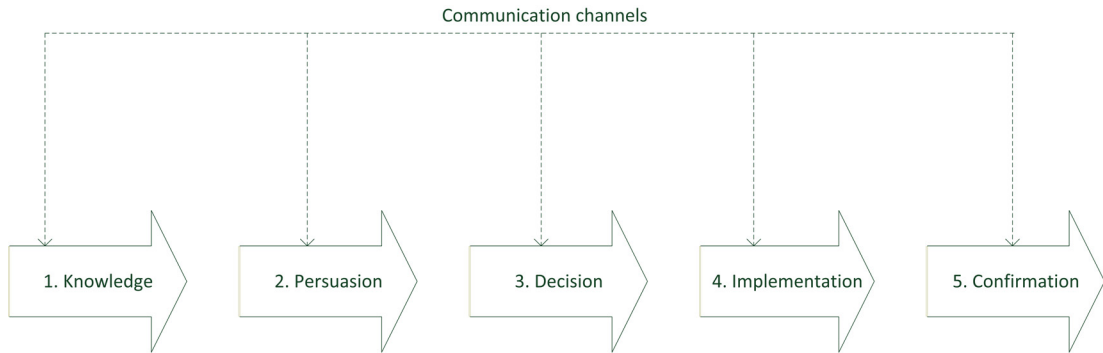 Communication channels
1. Knowledge
2. Persuasion
3. Decision
4. Implementation
5. Confirmation